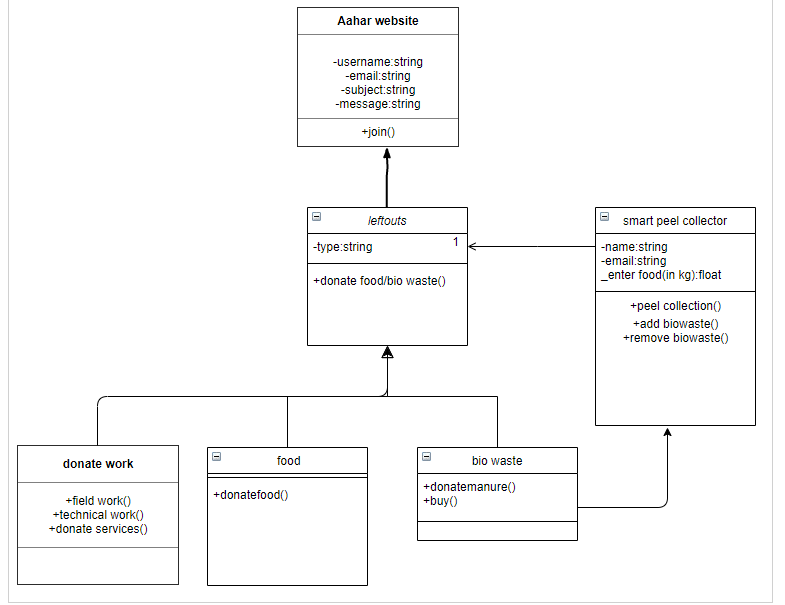 Aahar website
-username:string
-email:string
-subject:string
-message:string
+join()
leftouts
-type:string
1
+donate food/bio waste()
smart peel collector
-name:string
-email:string
_enter food(in kg):float
+peel collection()
+add biowaste()
+remove biowaste()
donate work
+field work()
+technical work()
+donate services()
food
+donatefood()
bio waste
+donatemanure()
+buy()